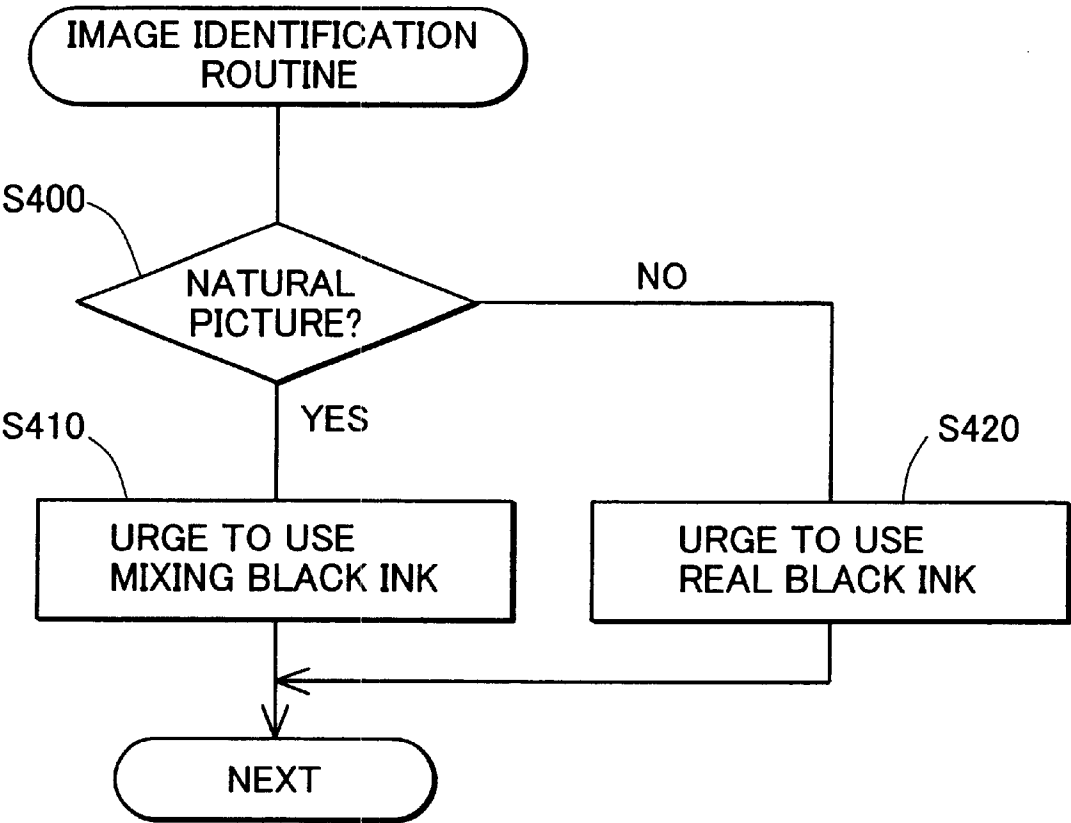 IMAGE IDENTIFICATION
ROUTINE
S400
NATURAL
PICTURE?
NO
YES
S410
S420
URGE TO USE
MIXING BLACK INK
URGE TO USE
REAL BLACK INK
NEXT